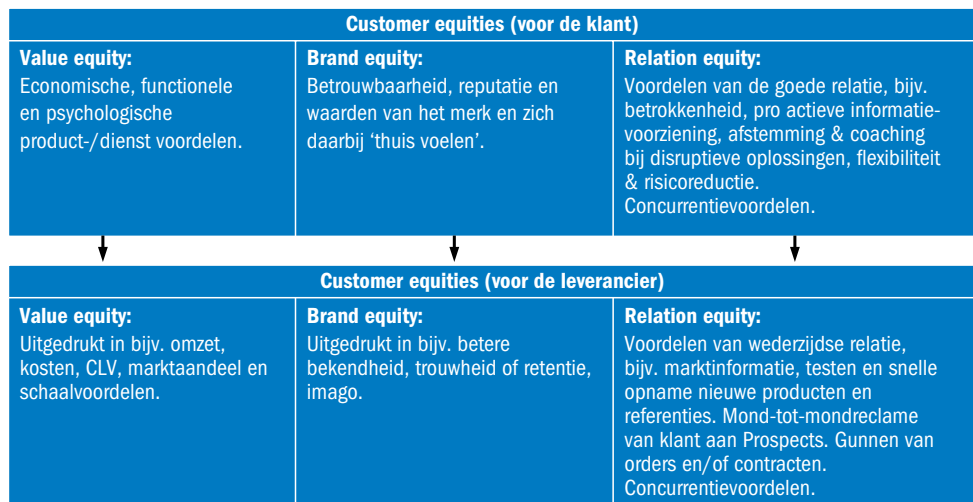 Customer equities (voor de klant)
Value equity:
Economische, functionele
en psychologische
product-/dienst voordelen.
Brand equity:
Betrouwbaarheid, reputatie en
waarden van het merk en zich
daarbij ‘thuis voelen’.
Relation equity:
Voordelen van de goede relatie, bijv.
betrokkenheid, pro actieve informatie-
voorziening, afstemming & coaching
bij disruptieve oplossingen, flexibiliteit
& risicoreductie.
Concurrentievoordelen.
Customer equities (voor de leverancier)
Value equity:
Uitgedrukt in bijv. omzet,
kosten, CLV, marktaandeel en
schaalvoordelen.
Brand equity:
Uitgedrukt in bijv. betere
bekendheid, trouwheid of retentie,
imago.
Relation equity:
Voordelen van wederzijdse relatie,
bijv. marktinformatie, testen en snelle
opname nieuwe producten en
referenties. Mond-tot-mondreclame
van klant aan Prospects. Gunnen van
orders en/of contracten.
Concurrentievoordelen.